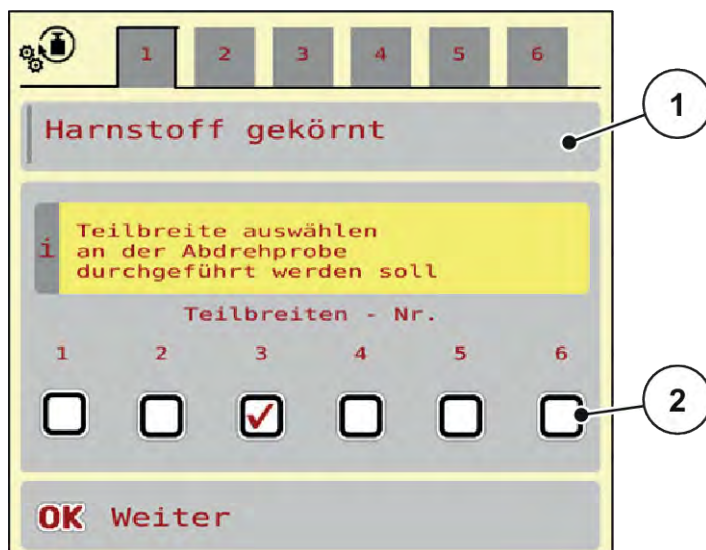 1 2 3 4 5 6
Harnstoff gekörnt
1
i
Teilbreite auswählen
an der Abdrehprobe
durchgeführt werden soll
Teilbreiten - Nr.
1 2 3 4 5 6
2
OK Weiter